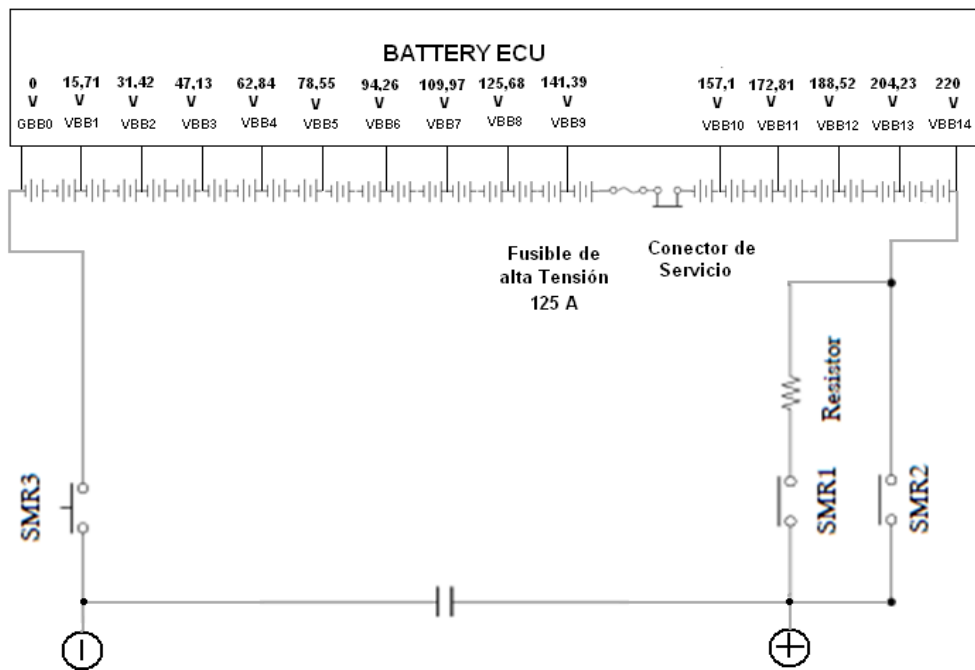 BATTERY ECU
0 15,71 31,42 47,13 62,84 78,55 94,26 109,97 125,68 141,39 157,1 172,81 188,52 204,23 220
V V V V V V V V V V V V V V V
GBB0 VBB1 VBB2 VBB3 VBB4 VBB5 VBB6 VBB7 VBB8 VBB9 VBB10 VBB11 VBB12 VBB13 VBB14
Fusible de
alta Tensión
125 A
Conector de
Servicio
Resistor
SMR3
SMR1
SMR2